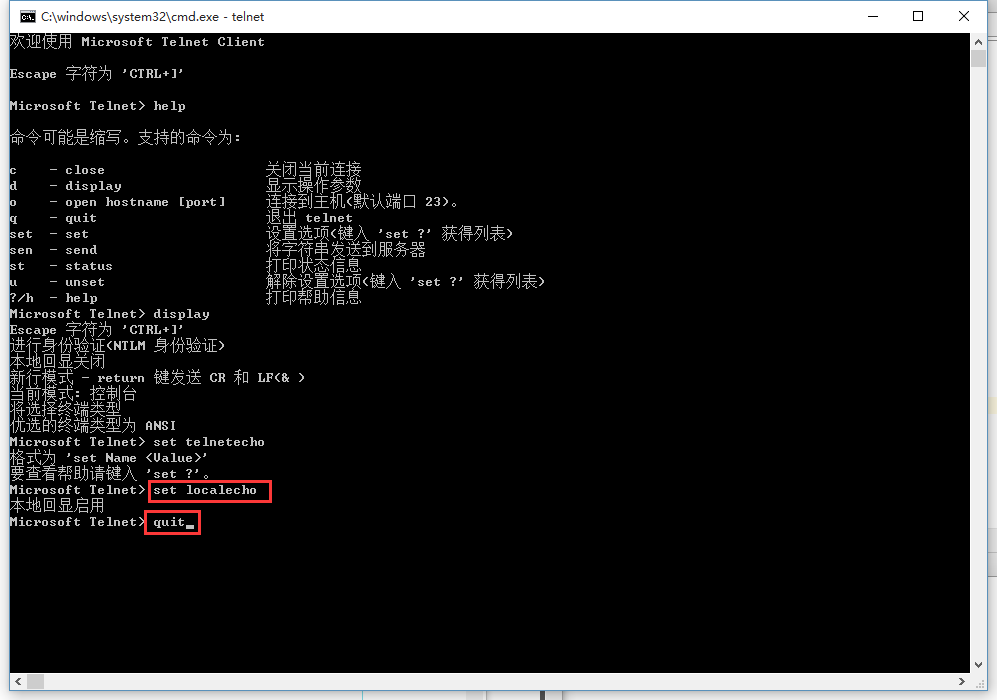 C:\windows\system32\cmd.exe - telnet
欢迎使用 Microsoft Telnet Client
Escape 字符为 'CTRL+]'
Microsoft Telnet> help
命令可能是缩写。支持的命令为:
c    - close                    关闭当前连接
d    - display                  显示操作参数
o    - open hostname [port]     连接到主机(默认端口 23)。
q    - quit                     退出 telnet
set  - set                      设置选项(键入 'set ?' 获得列表)
sen  - send                     将字符串发送到服务器
st   - status                   打印状态信息
u    - unset                    解除设置选项(键入 'set ?' 获得列表)
?/h  - help                     打印帮助信息
Microsoft Telnet> display
Escape 字符为 'CTRL+]'
进行身份验证(NTLM 身份验证)
本地回显关闭
新行模式 - return 键发送 CR 和 LF(& )
当前模式: 控制台
将选择终端类型
优选的终端类型为 ANSI
Microsoft Telnet> set telnetecho
格式为 'set Name <Value>'
要查看帮助请键入 'set ?'。
Microsoft Telnet> set localecho
本地回显启用
Microsoft Telnet> quit